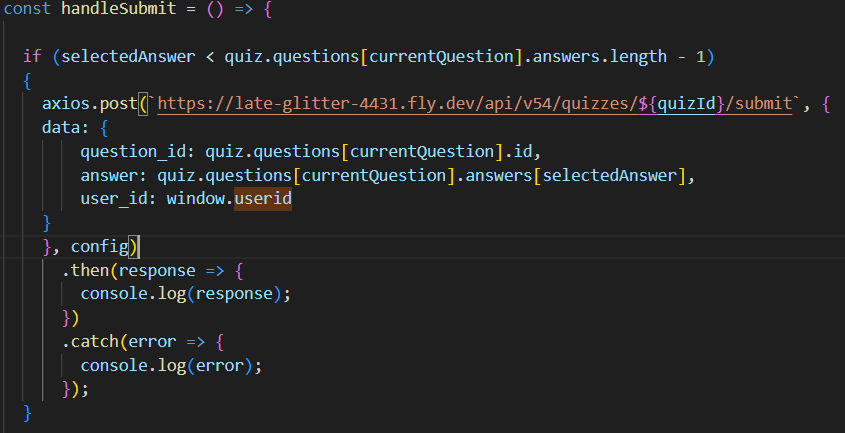 const handleSubmit = () => {
if (selectedAnswer < quiz.questions[currentQuestion].answers.length - 1)
{
axios.post(`https://late-glitter-4431.fly.dev/api/v54/quizzes/${quizId}/submit`, {
data: {
question_id: quiz.questions[currentQuestion].id,
answer: quiz.questions[currentQuestion].answers[selectedAnswer],
user_id: window.userid
}
}, config)
.then(response => {
console.log(response);
})
.catch(error => {
console.log(error);
});
}